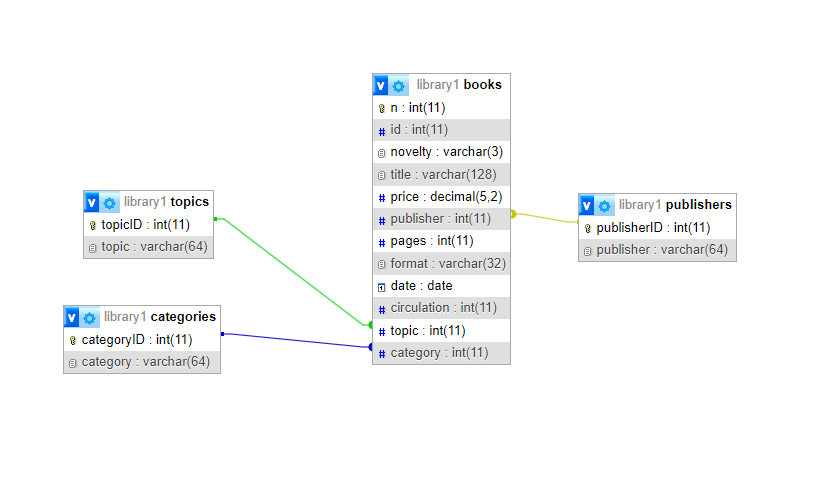 library1 books
n : int(11)
id : int(11)
novelty : varchar(3)
title : varchar(128)
price : decimal(5,2)
publisher : int(11)
pages : int(11)
format : varchar(32)
date : date
circulation : int(11)
topic : int(11)
category : int(11)
library1 topics
topicID : int(11)
topic : varchar(64)
library1 categories
categoryID : int(11)
category : varchar(64)
library1 publishers
publisherID : int(11)
publisher : varchar(64)